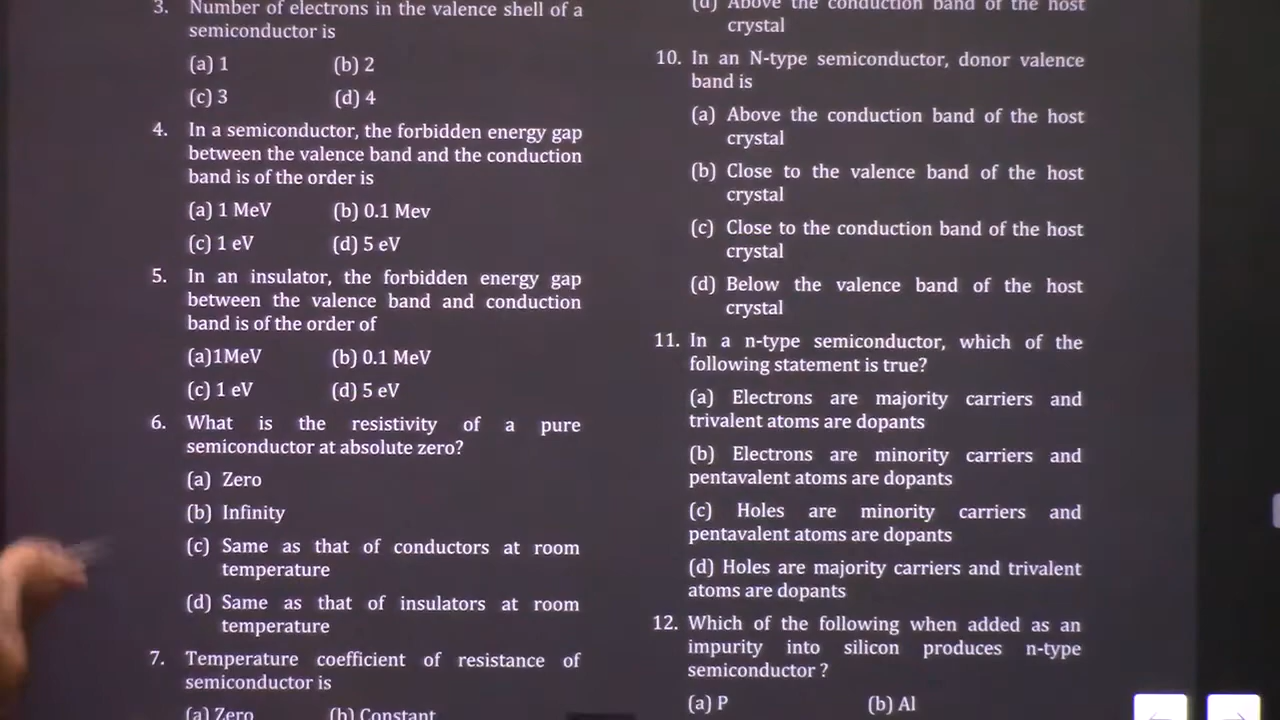 3. Number of electrons in the valence shell of a
semiconductor is
(a) 1 (b) 2
(c) 3 (d) 4
4. In a semiconductor, the forbidden energy gap
between the valence band and the conduction
band is of the order is
(a) 1 MeV (b) 0.1 Mev
(c) 1 eV (d) 5 eV
5. In an insulator, the forbidden energy gap
between the valence band and conduction
band is of the order of
(a)1MeV (b) 0.1 MeV
(c) 1 eV (d) 5 eV
6. What is the resistivity of a pure
semiconductor at absolute zero?
(a) Zero
(b) Infinity
(c) Same as that of conductors at room
temperature
(d) Same as that of insulators at room
temperature
7. Temperature coefficient of resistance of
semiconductor is
(a) Zero (b) Constant
(d) Above the conduction band of the host
crystal
10. In an N-type semiconductor, donor valence
band is
(a) Above the conduction band of the host
crystal
(b) Close to the valence band of the host
crystal
(c) Close to the conduction band of the host
crystal
(d) Below the valence band of the host
crystal
11. In a n-type semiconductor, which of the
following statement is true?
(a) Electrons are majority carriers and
trivalent atoms are dopants
(b) Electrons are minority carriers and
pentavalent atoms are dopants
(c) Holes are minority carriers and
pentavalent atoms are dopants
(d) Holes are majority carriers and trivalent
atoms are dopants
12. Which of the following when added as an
impurity into silicon produces n-type
semiconductor ?
(a) P (b) Al